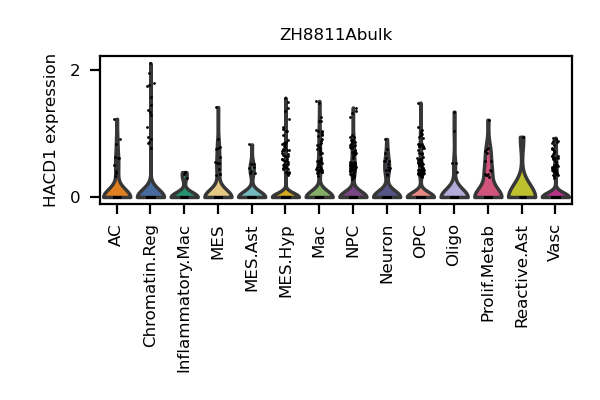 ZH8811Abulk
HACD1 expression
2
0
AC
Chromatin.Reg
Inflammatory.Mac
MES
MES.Ast
MES.Hyp
Mac
NPC
Neuron
OPC
Oligo
Prolif.Metab
Reactive.Ast
Vasc